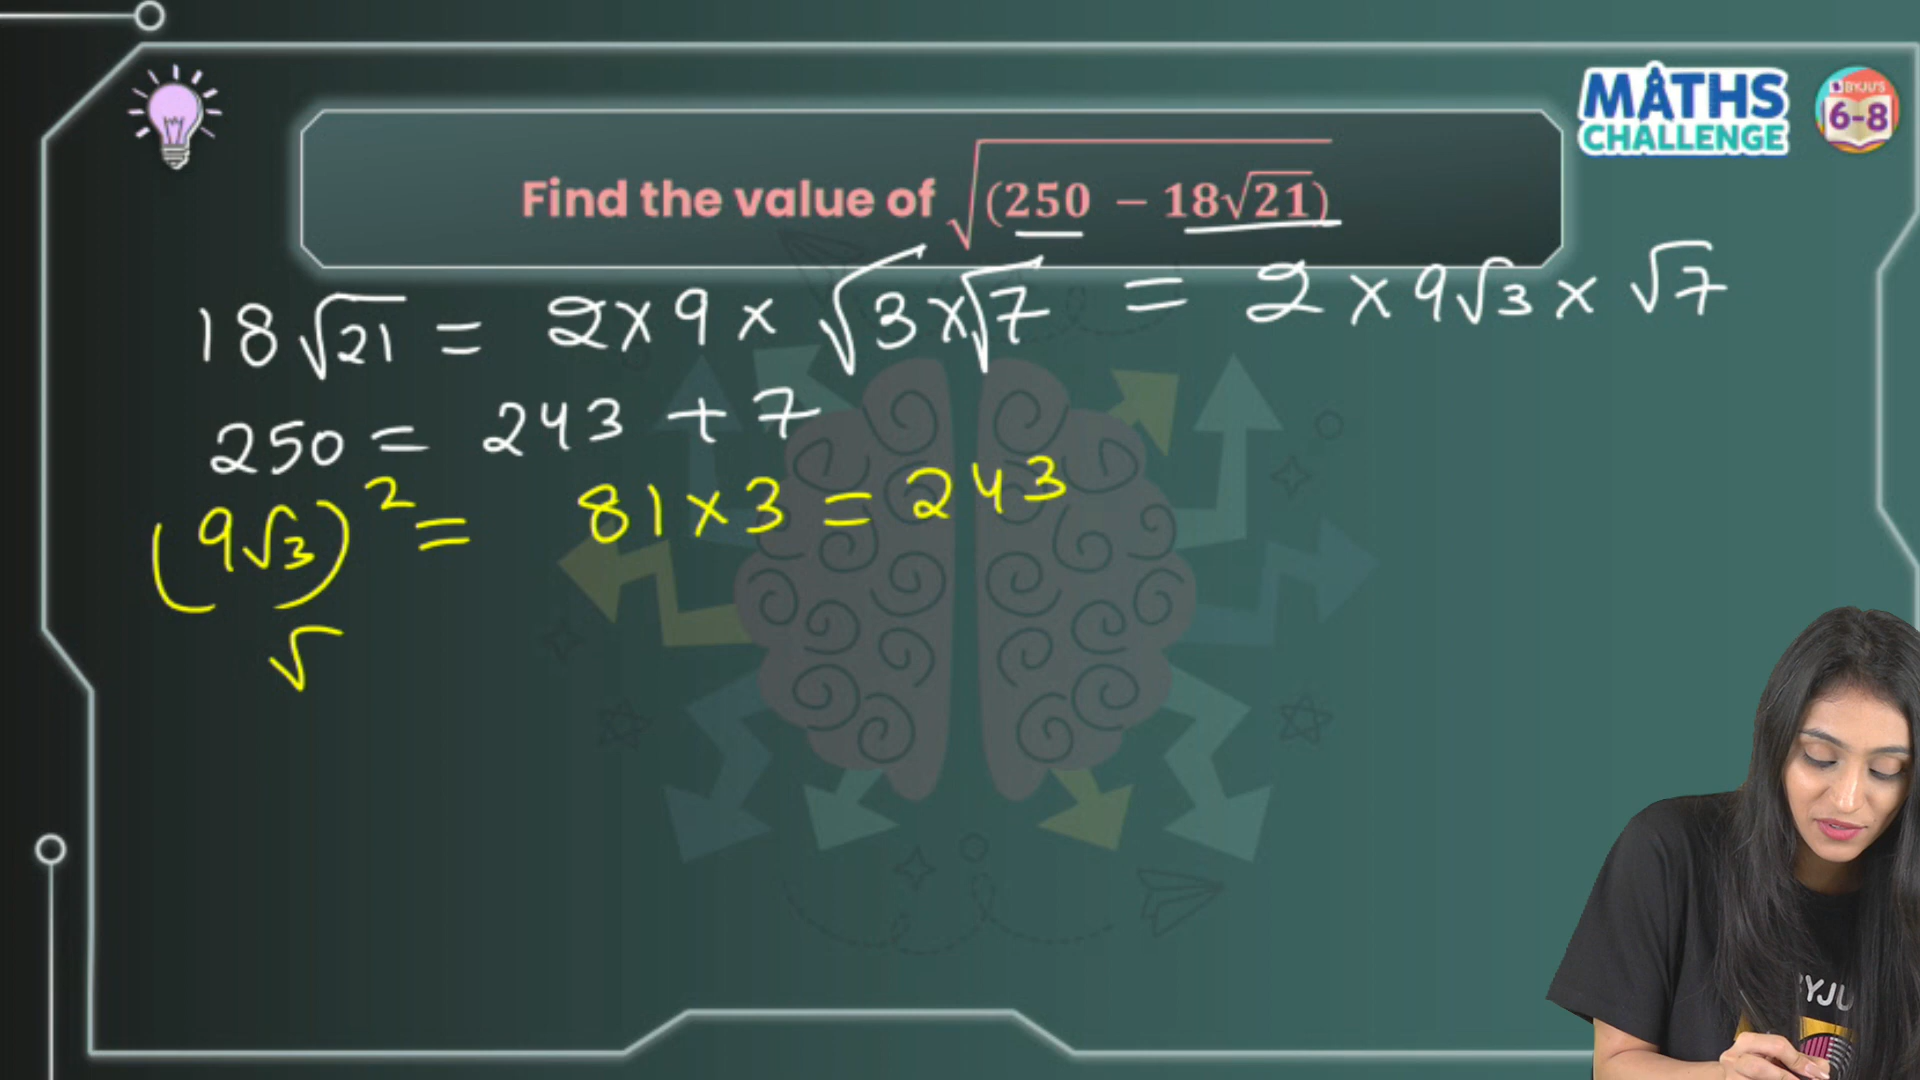 MATHS
CHALLENGE
BYJU'S
6-8
Find the value of √(250 − 18√21)
18√21 = 2×9×√3×√7 = 2×9√3×√7
250 = 243 + 7
(9√3)² = 81×3 = 243
√
BYJU